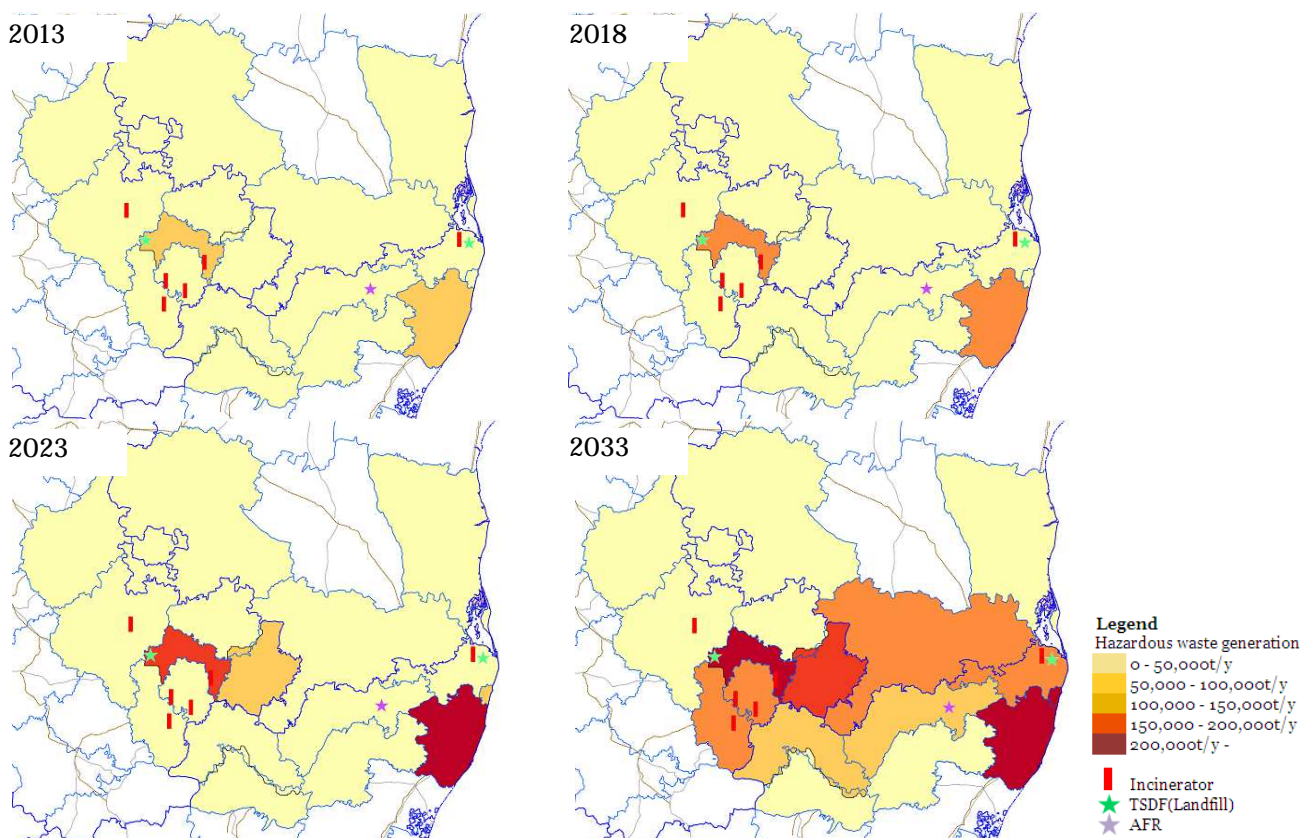 2013
2018
2023
2033
Legend
Hazardous waste generation
0 - 50,000t/y
50,000 - 100,000t/y
100,000 - 150,000t/y
150,000 - 200,000t/y
200,000t/y -
Incinerator
TSDF(Landfill)
AFR